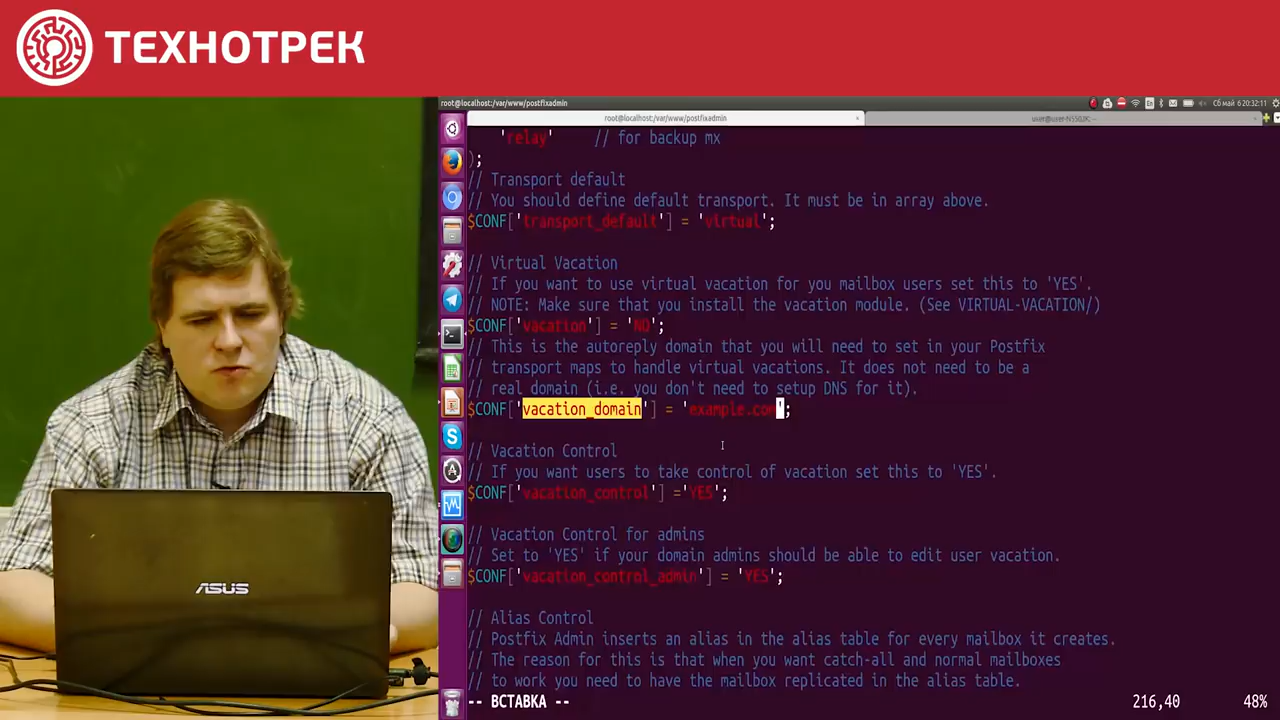 ТЕХНОТРЕК
root@localhost:/var/www/postfixadmin
Сб май 6 20:32:11
root@localhost:/var/www/postfixadmin
'relay' // for backup mx
);
// Transport default
// You should define default transport. It must be in array above.
$CONF['transport_default'] = 'virtual';
// Virtual Vacation
// If you want to use virtual vacation for you mailbox users set this to 'YES'.
// NOTE: Make sure that you install the vacation module. (See VIRTUAL-VACATION/)
$CONF['vacation'] = 'NO';
// This is the autoreply domain that you will need to set in your Postfix
// transport maps to handle virtual vacations. It does not need to be a
// real domain (i.e. you don't need to setup DNS for it).
$CONF['vacation_domain'] = 'example.com';
// Vacation Control
// If you want users to take control of vacation set this to 'YES'.
$CONF['vacation_control'] ='YES';
// Vacation Control for admins
// Set to 'YES' if your domain admins should be able to edit user vacation.
$CONF['vacation_control_admin'] = 'YES';
// Alias Control
// Postfix Admin inserts an alias in the alias table for every mailbox it creates.
// The reason for this is that when you want catch-all and normal mailboxes
// to work you need to have the mailbox replicated in the alias table.
-- ВСТАВКА --
216,40
48%
ASUS